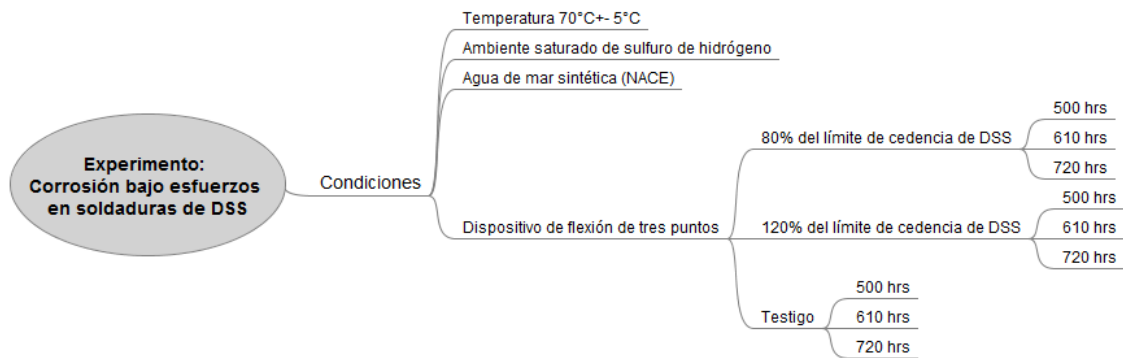 Experimento:
Corrosión bajo esfuerzos
en soldaduras de DSS
Condiciones
Temperatura 70°C+- 5°C
Ambiente saturado de sulfuro de hidrógeno
Agua de mar sintética (NACE)
Dispositivo de flexión de tres puntos
80% del límite de cedencia de DSS
500 hrs
610 hrs
720 hrs
120% del límite de cedencia de DSS
500 hrs
610 hrs
720 hrs
Testigo
500 hrs
610 hrs
720 hrs